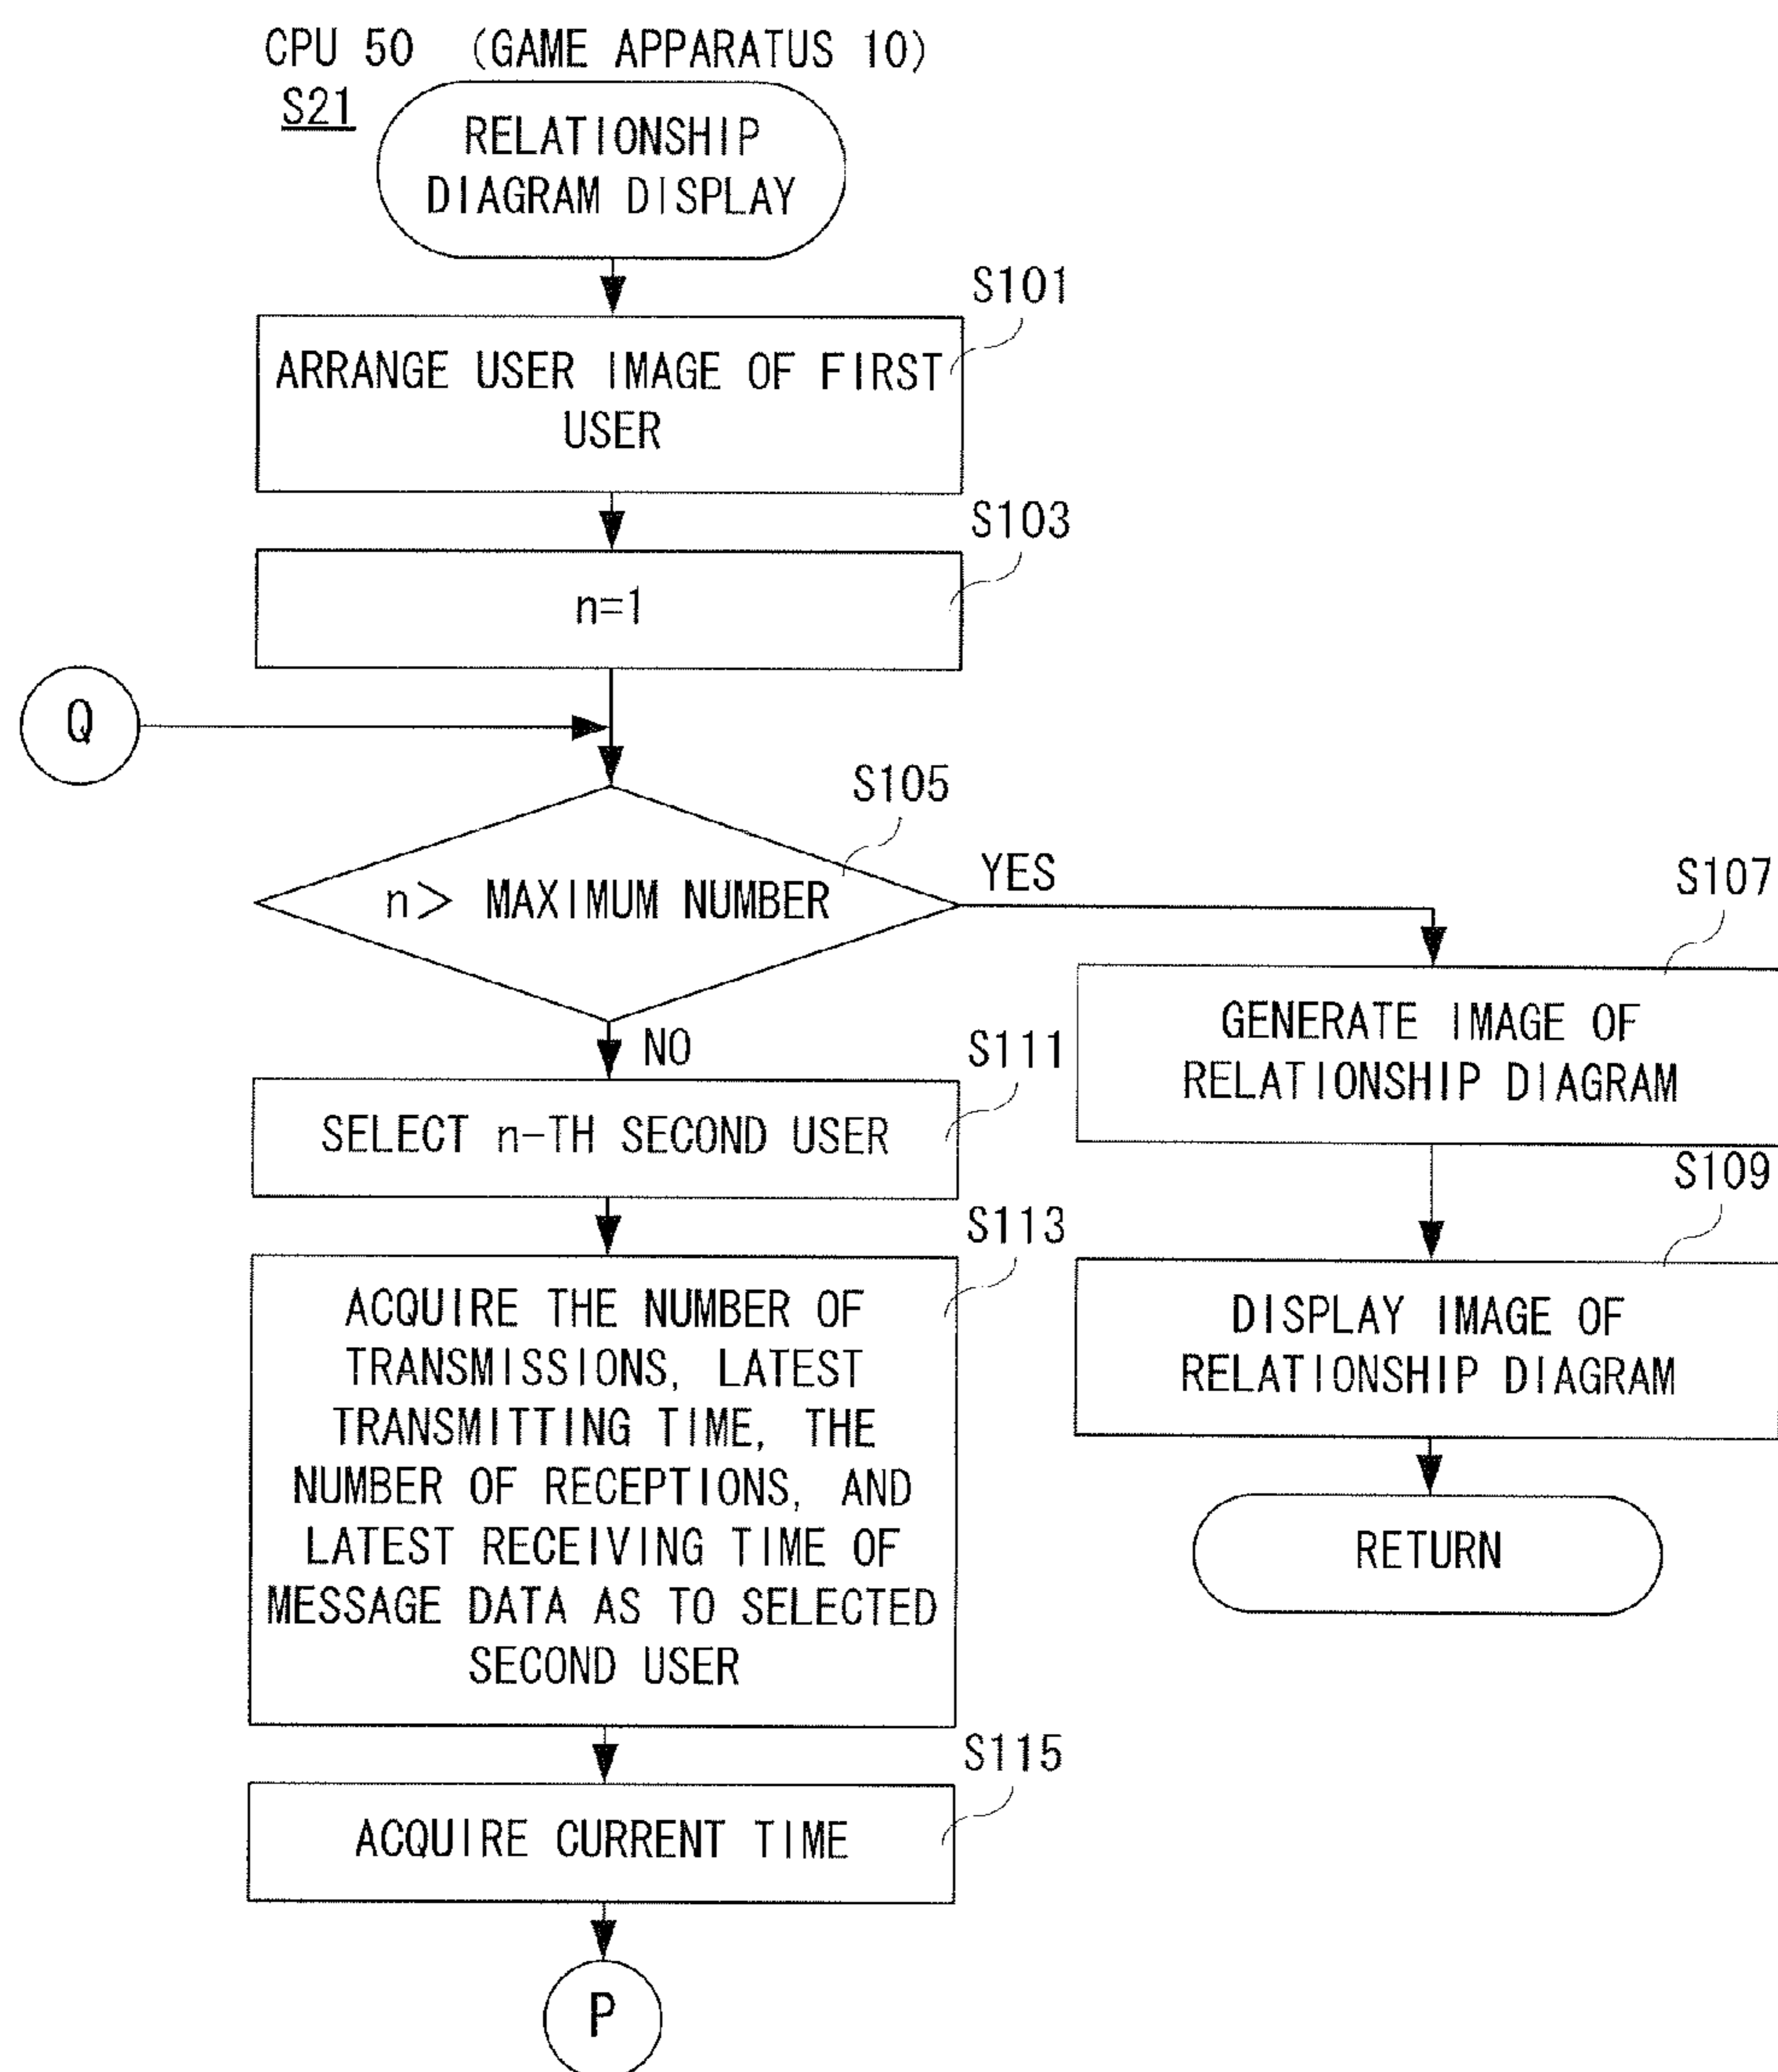 CPU 50 (GAME APPARATUS 10)
S21
RELATIONSHIP
DIAGRAM DISPLAY
S101
ARRANGE USER IMAGE OF FIRST
USER
S103
n=1
Q
S105
n> MAXIMUM NUMBER
YES
NO
S107
GENERATE IMAGE OF
RELATIONSHIP DIAGRAM
S109
DISPLAY IMAGE OF
RELATIONSHIP DIAGRAM
RETURN
S111
SELECT n-TH SECOND USER
S113
ACQUIRE THE NUMBER OF
TRANSMISSIONS, LATEST
TRANSMITTING TIME, THE
NUMBER OF RECEPTIONS, AND
LATEST RECEIVING TIME OF
MESSAGE DATA AS TO SELECTED
SECOND USER
S115
ACQUIRE CURRENT TIME
P